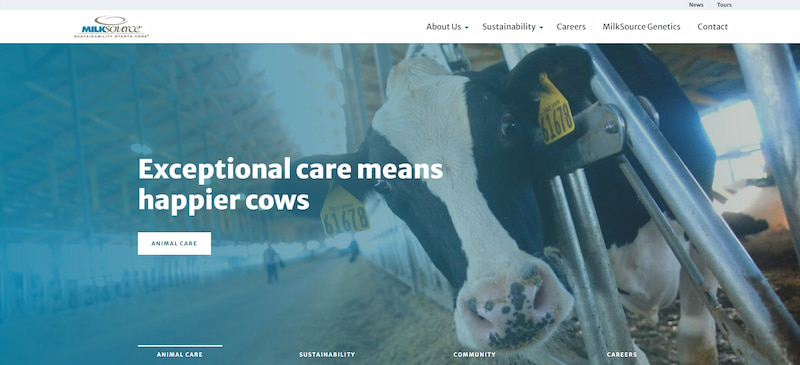 News Tours
MILKSOURCE
SUSTAINABILITY STARTS HERE
About Us Sustainability Careers MilkSource Genetics Contact
61678
Exceptional care means
happier cows
61678
ANIMAL CARE
ANIMAL CARE SUSTAINABILITY COMMUNITY CAREERS